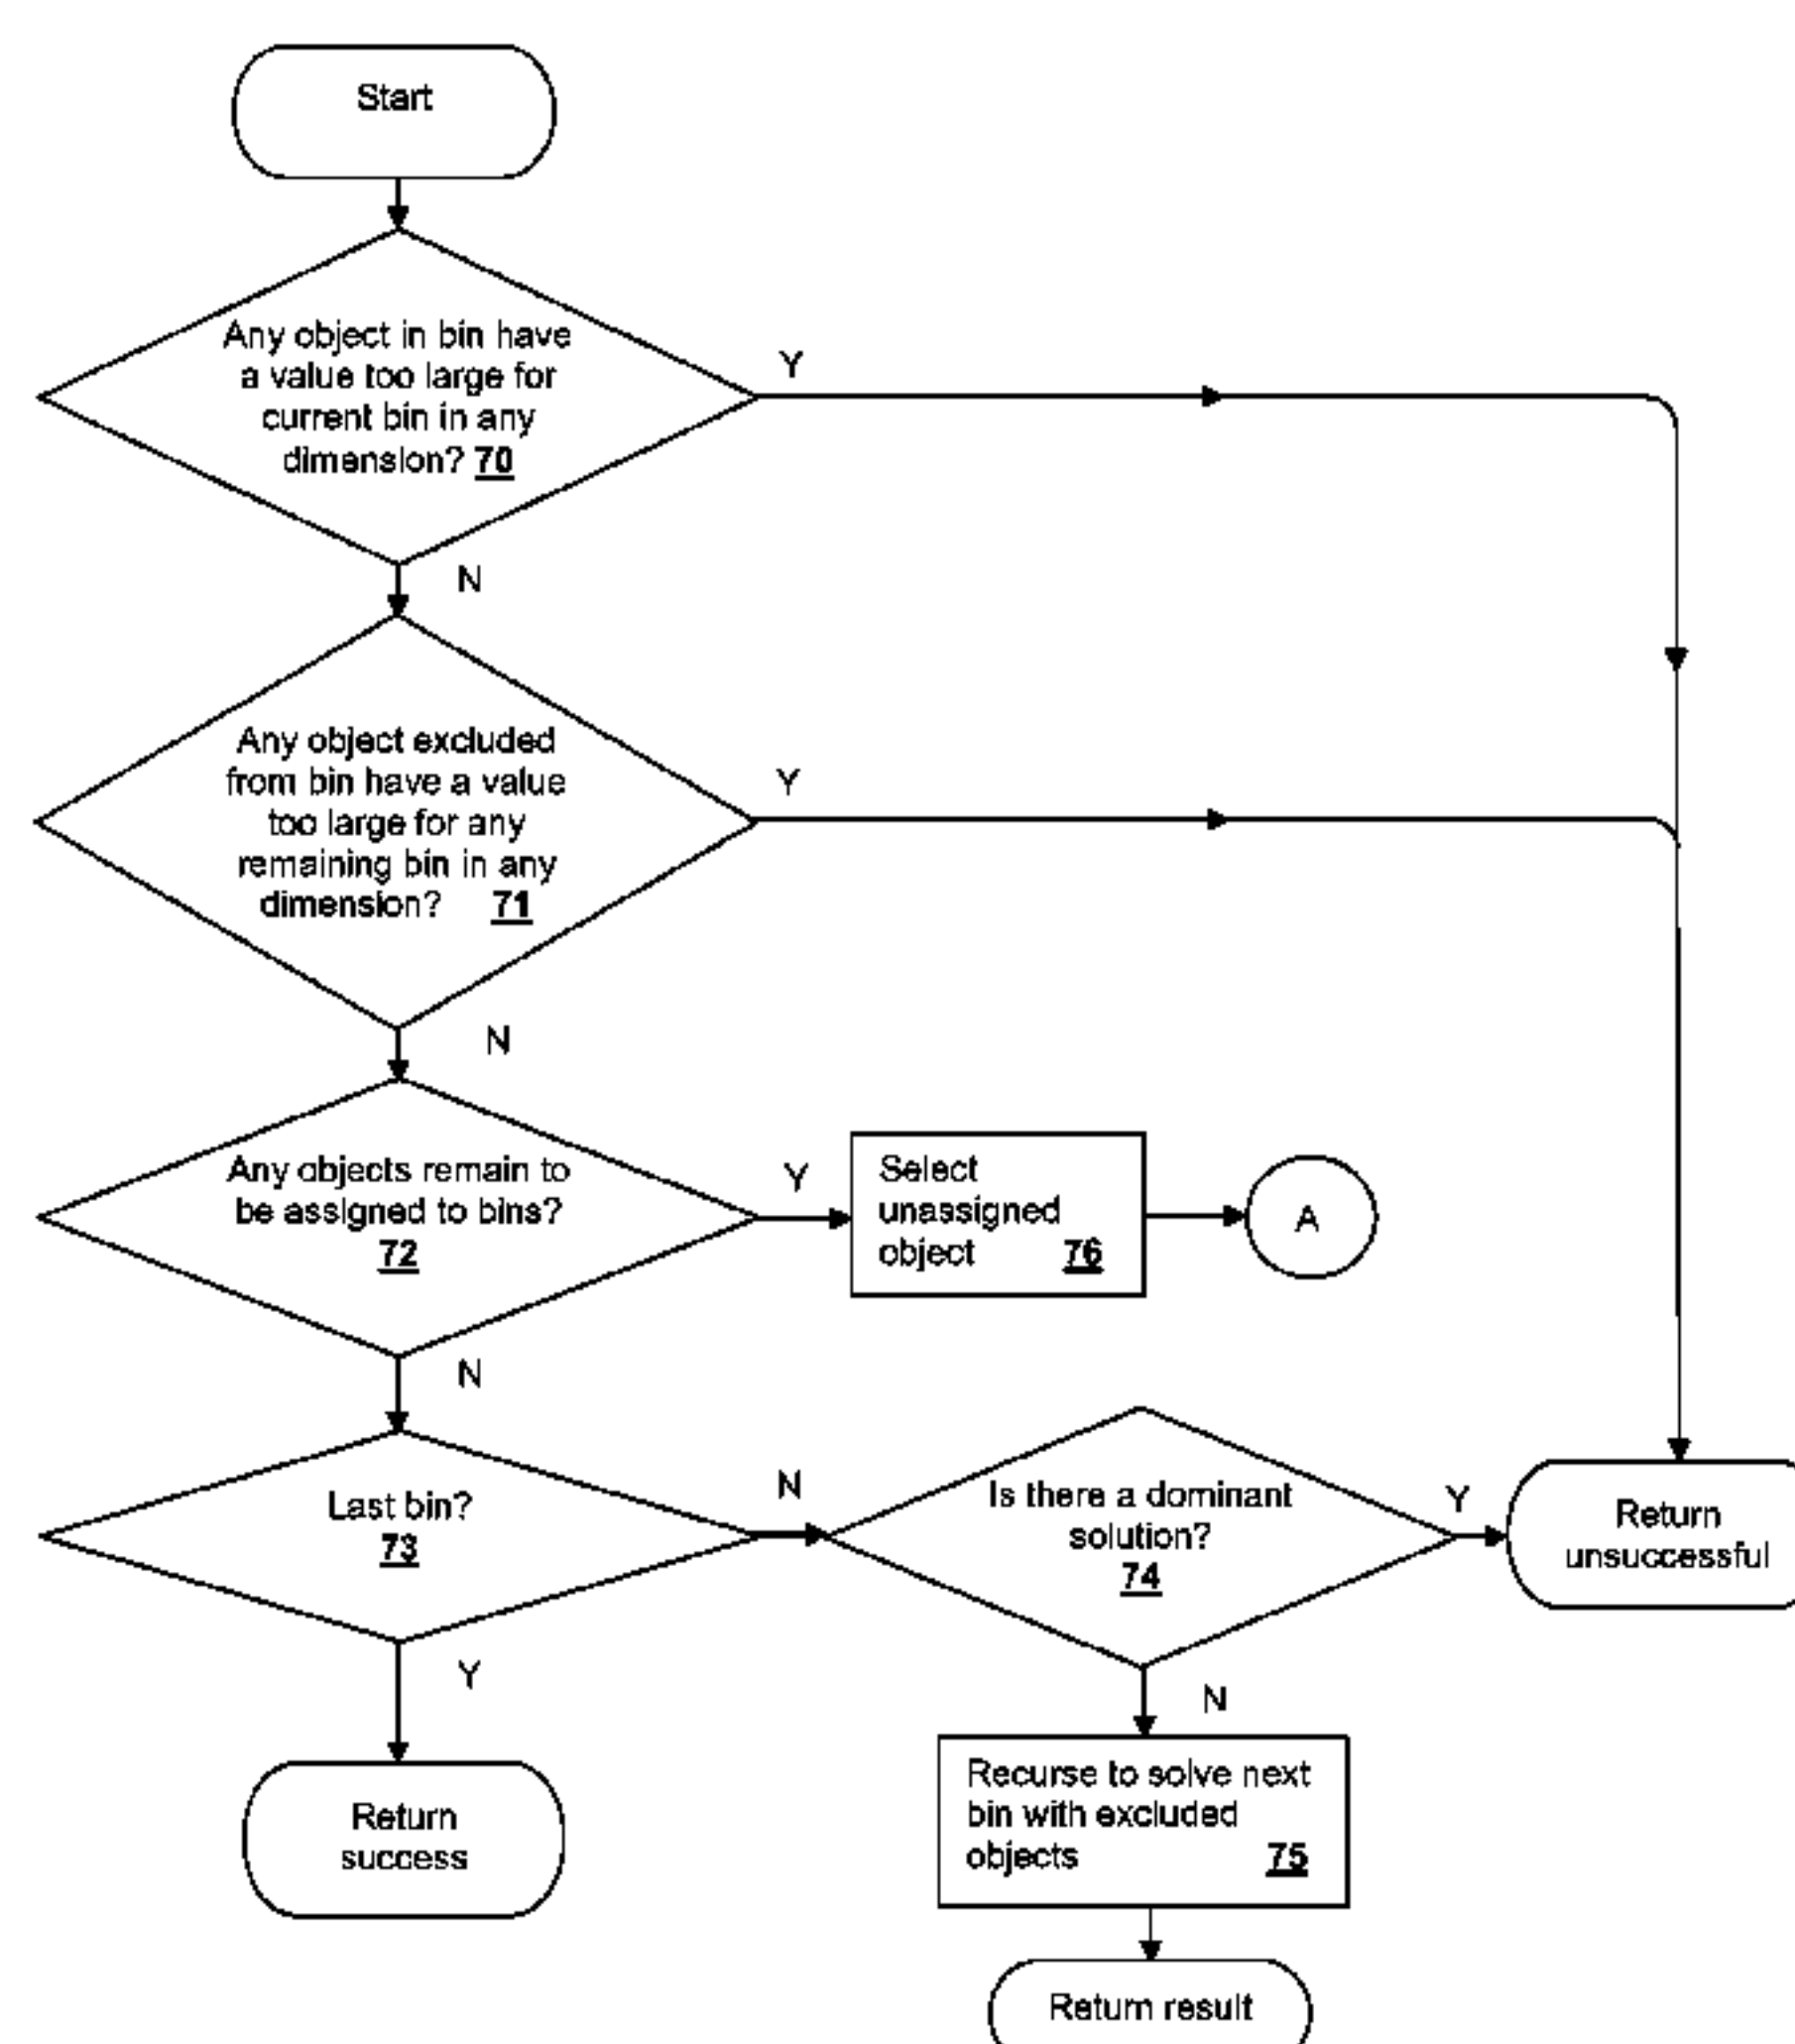 Start
Any object in bin have
a value too large for
current bin in any
dimension? 70
Y
N
Any object excluded
from bin have a value
too large for any
remaining bin in any
dimension? 71
Y
N
Any objects remain to
be assigned to bins?
72
Y
Select
unassigned
object 76
A
N
Last bin?
73
N
Is there a dominant
solution?
74
Y
Return
unsuccessful
Y
N
Return
success
Recurse to solve next
bin with excluded
objects 75
Return result